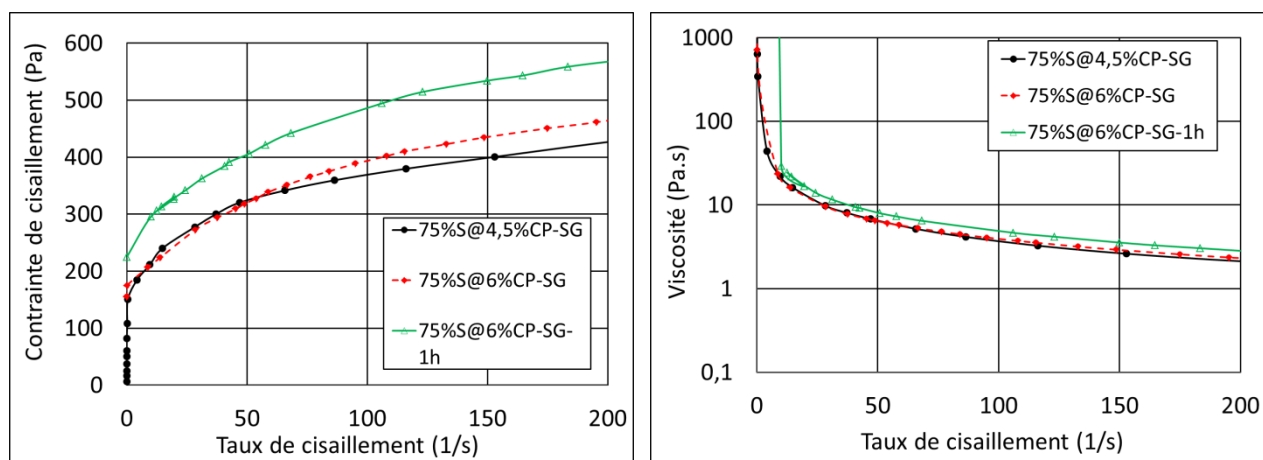 600
500
400
300
200
100
0
0
50
100
150
200
Contrainte de cisaillement (Pa)
Taux de cisaillement (1/s)
75%S@4,5%CP-SG
75%S@6%CP-SG
75%S@6%CP-SG-
1h
1000
100
10
1
0,1
0
50
100
150
200
Viscosité (Pa.s)
Taux de cisaillement (1/s)
75%S@4,5%CP-SG
75%S@6%CP-SG
75%S@6%CP-SG-1h